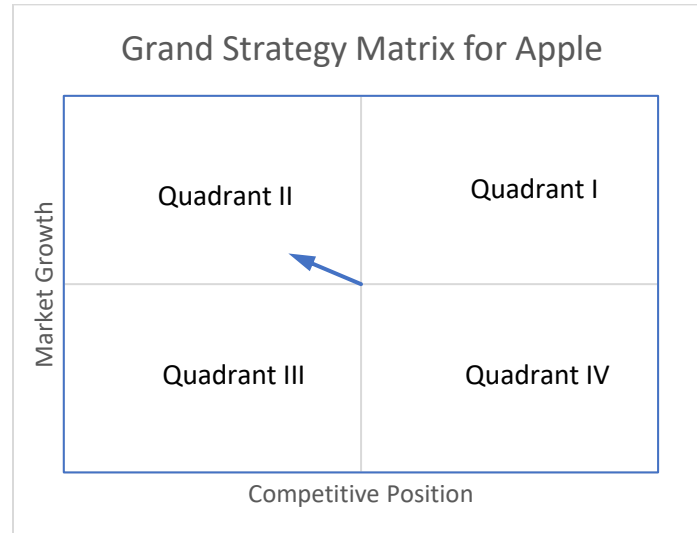 Grand Strategy Matrix for Apple
Quadrant II
Quadrant I
Market Growth
Quadrant III
Quadrant IV
Competitive Position